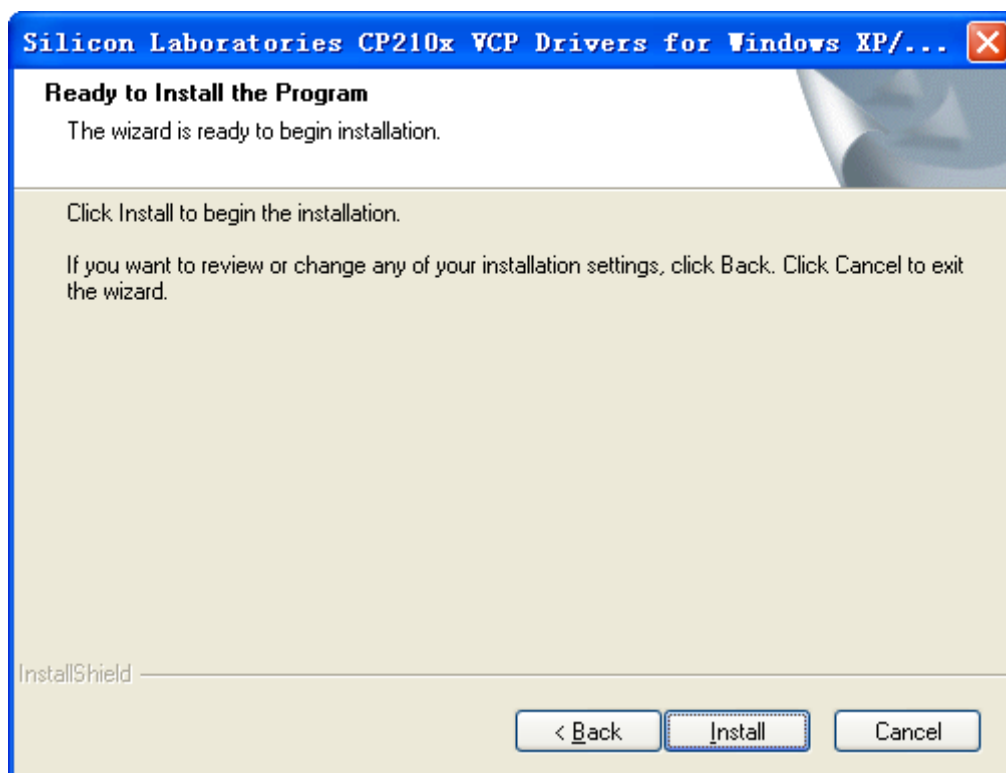 Silicon Laboratories CP210x VCP Drivers for Windows XP/...
Ready to Install the Program
The wizard is ready to begin installation.
Click Install to begin the installation.
If you want to review or change any of your installation settings, click Back. Click Cancel to exit
the wizard.
InstallShield
< Back
Install
Cancel